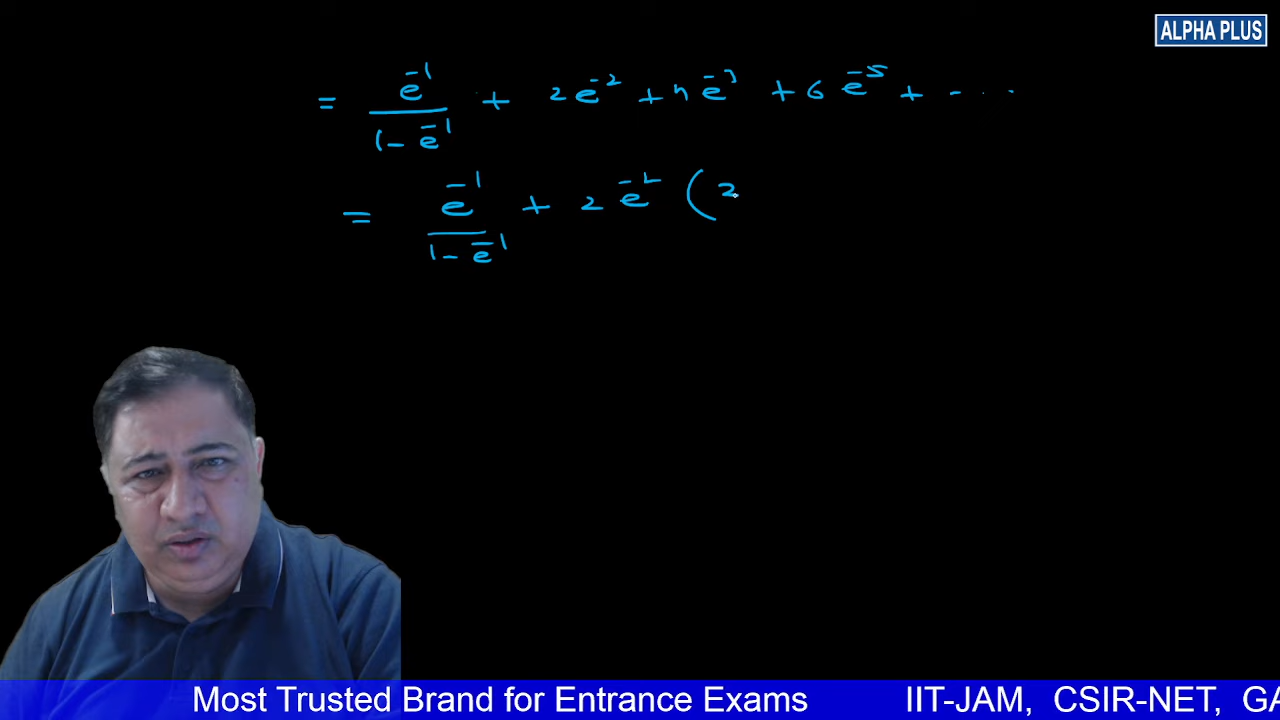 ALPHA PLUS
= e^{-1} / (1 - e^{-1}) + 2e^{-2} + 4e^{-3} + 6e^{-5} + - - - -
= e^{-1} / (1 - e^{-1}) + 2e^{-2} ( 2
Most Trusted Brand for Entrance Exams IIT-JAM, CSIR-NET, GA